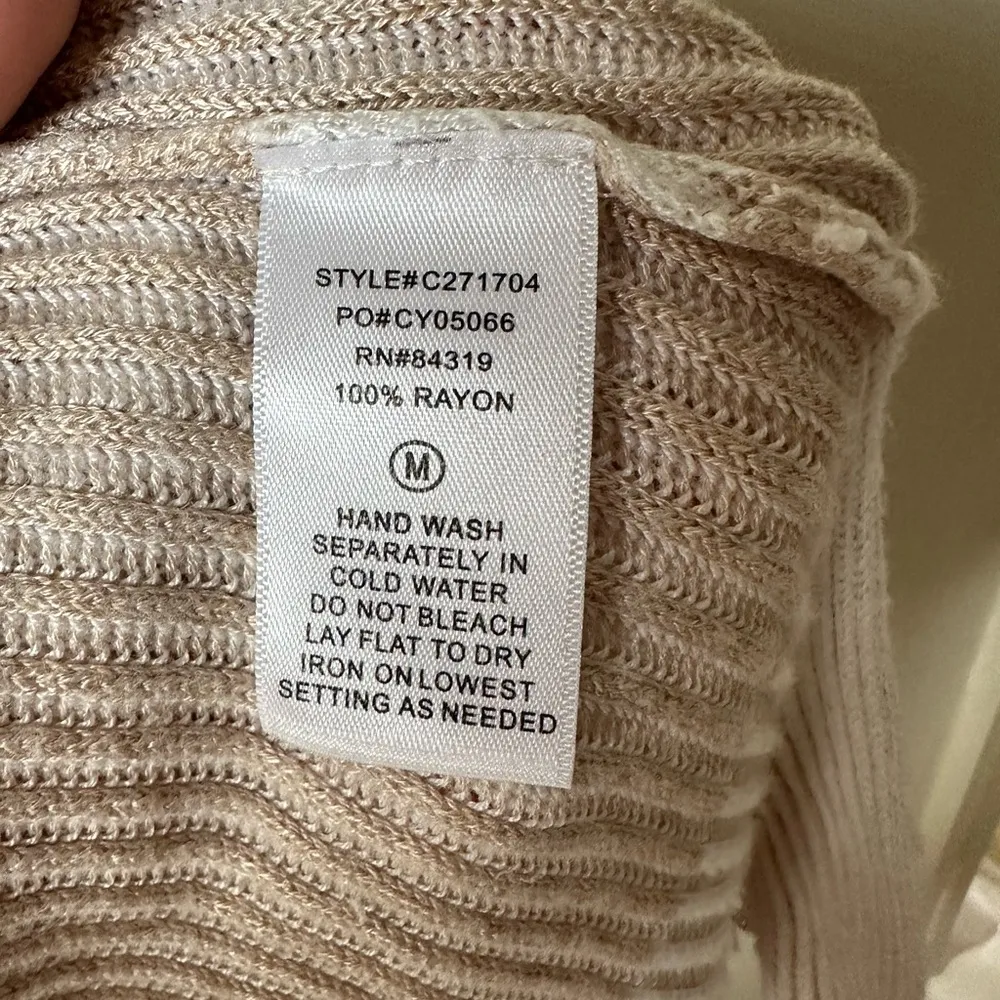 STYLE#C271704
PO#CY05066
RN#84319
100% RAYON
M
HAND WASH
SEPARATELY IN
COLD WATER
DO NOT BLEACH
LAY FLAT TO DRY
IRON ON LOWEST
SETTING AS NEEDED